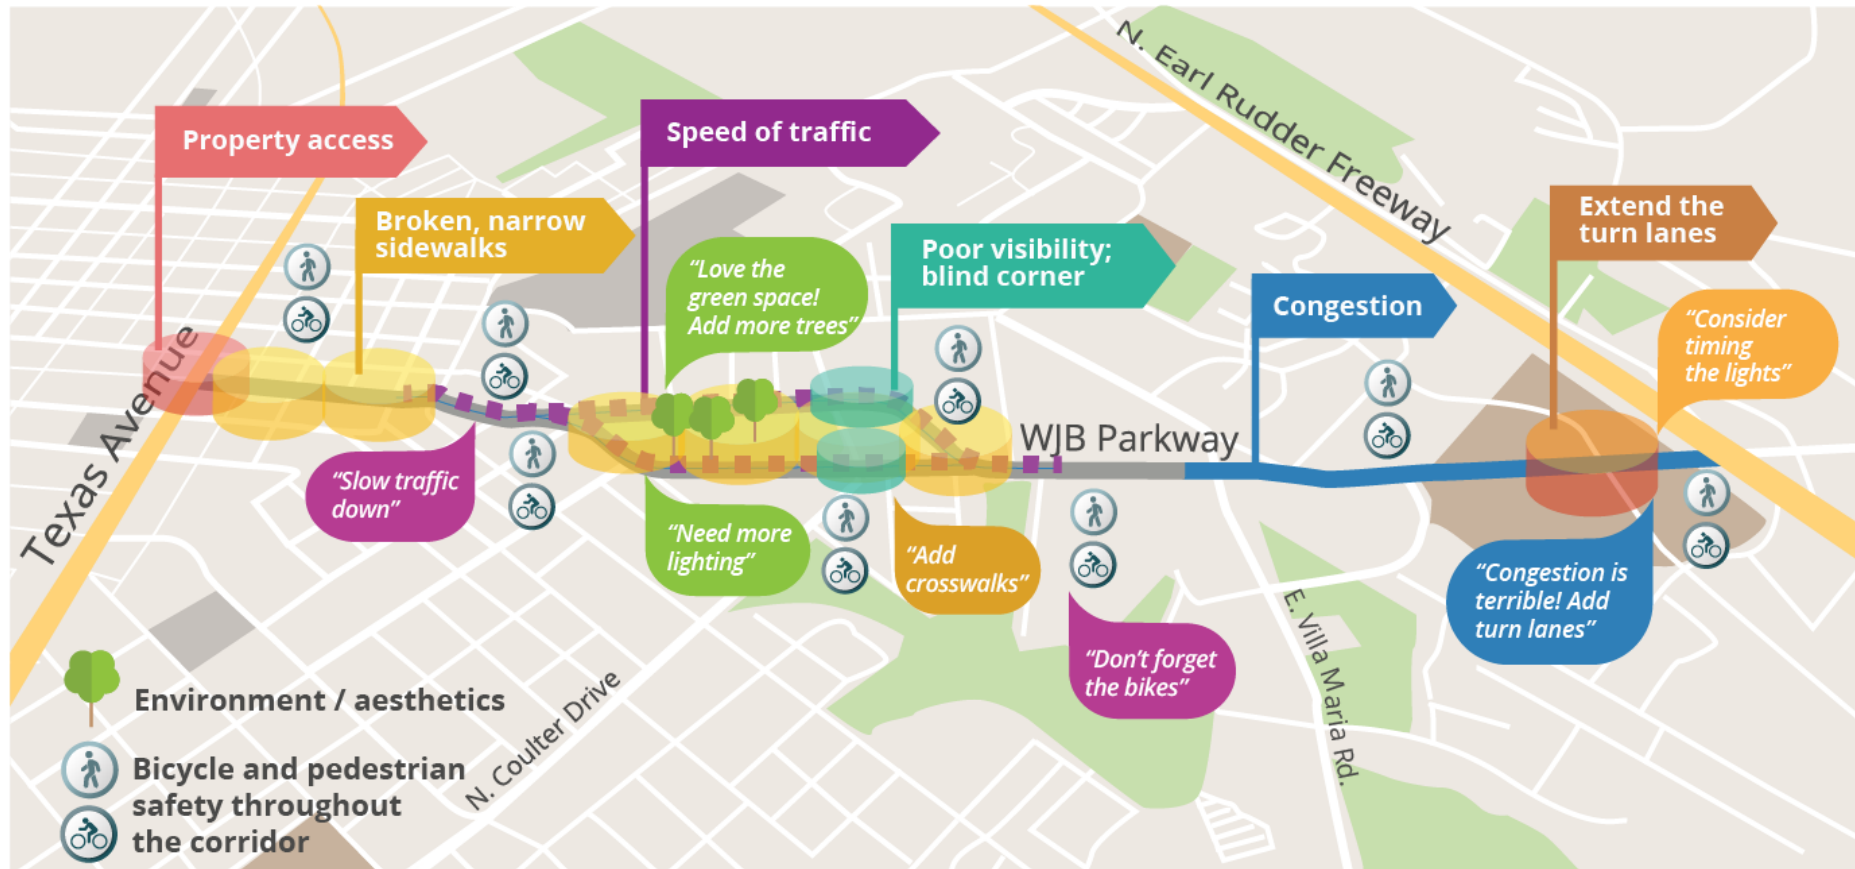 N. Earl Rudder Freeway
Property access
Speed of traffic
Broken, narrow
sidewalks
Extend the
turn lanes
Poor visibility;
blind corner
“Love the
green space!
Add more trees”
Congestion
“Consider
timing
the lights”
Texas Avenue
WJB Parkway
“Slow traffic
down”
“Need more
lighting”
“Add
crosswalks”
“Congestion is
terrible! Add
turn lanes”
“Don’t forget
the bikes”
E. Villa Maria Rd.
N. Coulter Drive
Environment / aesthetics
Bicycle and pedestrian
safety throughout
the corridor